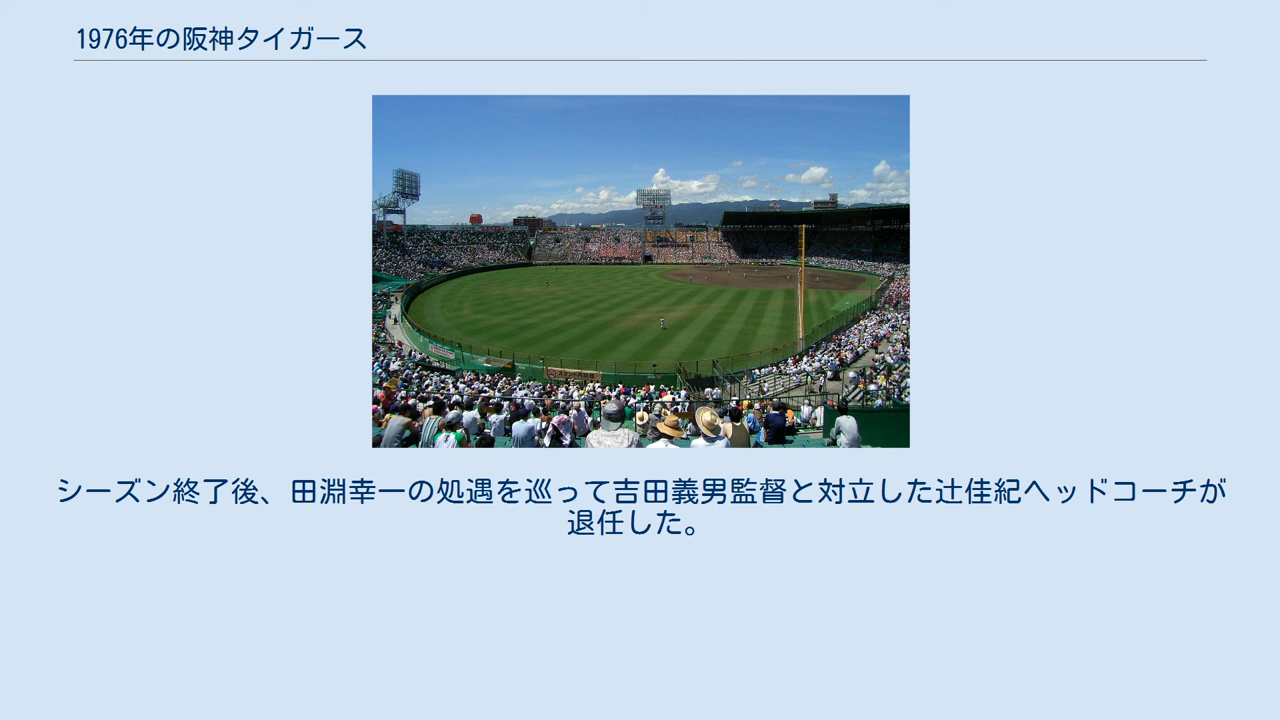 1976年の阪神タイガース
シーズン終了後、田淵幸一の処遇を巡って吉田義男監督と対立した辻佳紀ヘッドコーチが
退任した。